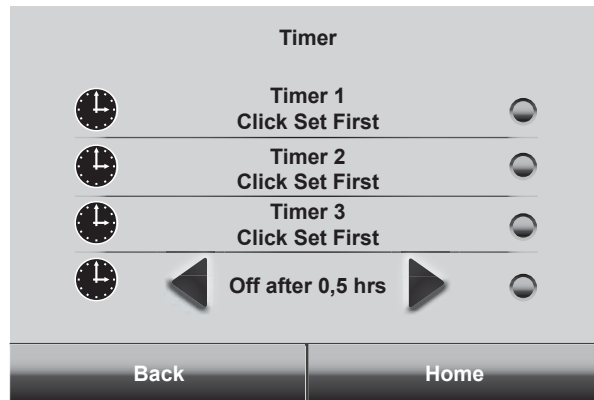 Timer
Timer 1
Click Set First
Timer 2
Click Set First
Timer 3
Click Set First
Off after 0,5 hrs
Back
Home